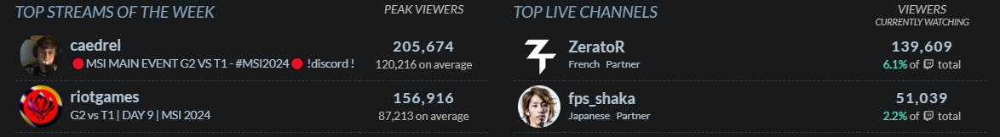 TOP STREAMS OF THE WEEK
PEAK VIEWERS
caedrel
205,674
🔴MSI MAIN EVENT G2 VS T1 - #MSI2024🔴 !discord !
120,216 on average
riotgames
156,916
G2 vs T1 | DAY 9 | MSI 2024
87,213 on average
TOP LIVE CHANNELS
VIEWERS
CURRENTLY WATCHING
ZeratoR
139,609
French Partner
6.1% of total
fps_shaka
51,039
Japanese Partner
2.2% of total